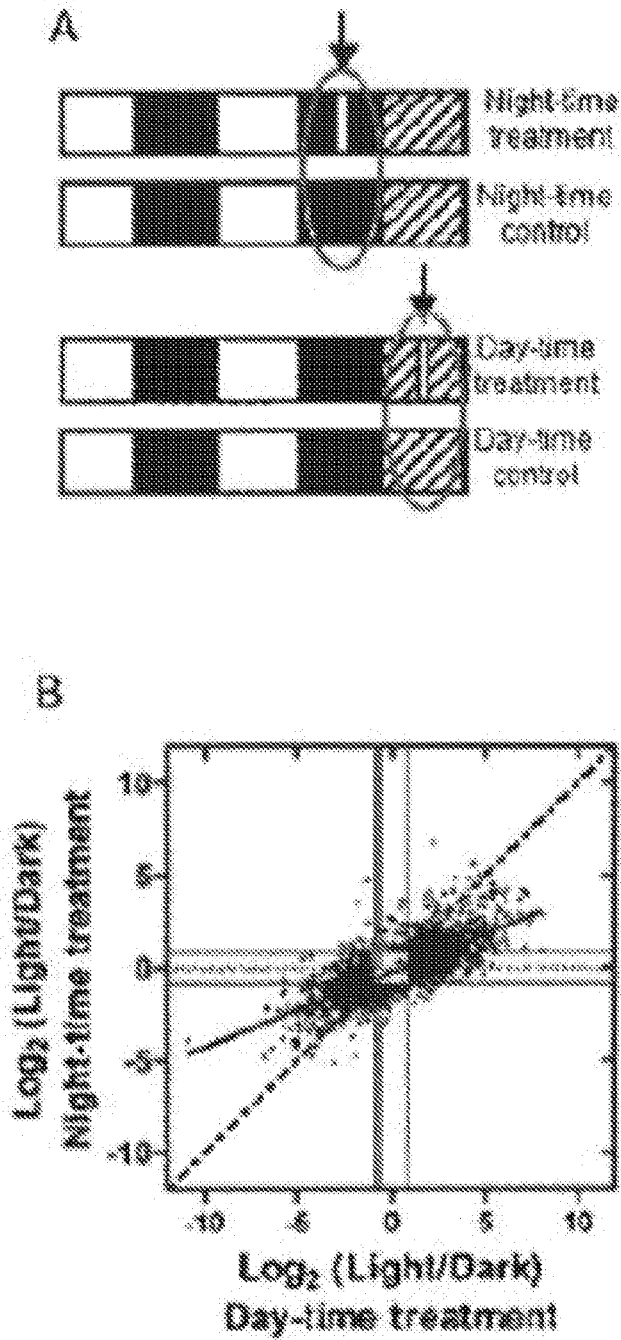 A
Night-time
treatment
Night-time
control
Day-time
treatment
Day-time
control
B
Log₂ (Light/Dark)
Night-time treatment
10
5
0
-5
-10
-10
-5
0
5
10
Log₂ (Light/Dark)
Day-time treatment